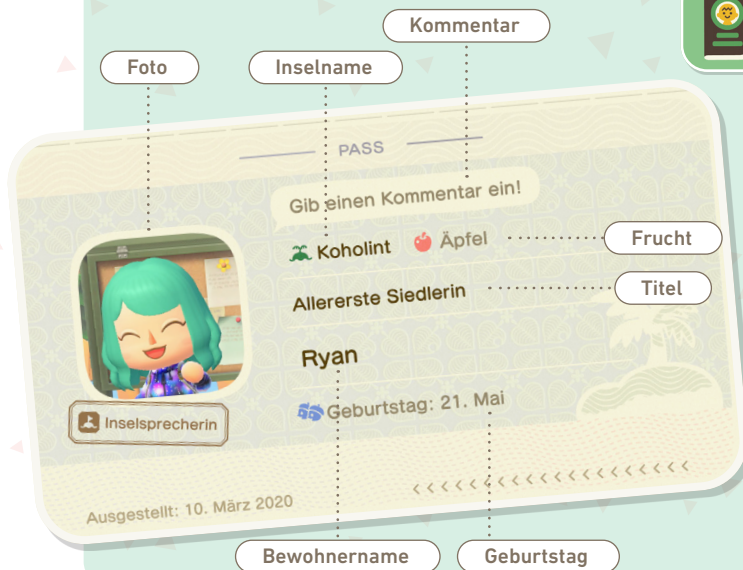 Kommentar
Foto
Inselname
PASS
Gib einen Kommentar ein!
Koholint Äpfel
Frucht
Allererste Siedlerin
Titel
Ryan
Geburtstag: 21. Mai
Inselsprecherin
Ausgestellt: 10. März 2020
<<<<<<<<<<<<<<<<<<<<
Bewohnername
Geburtstag